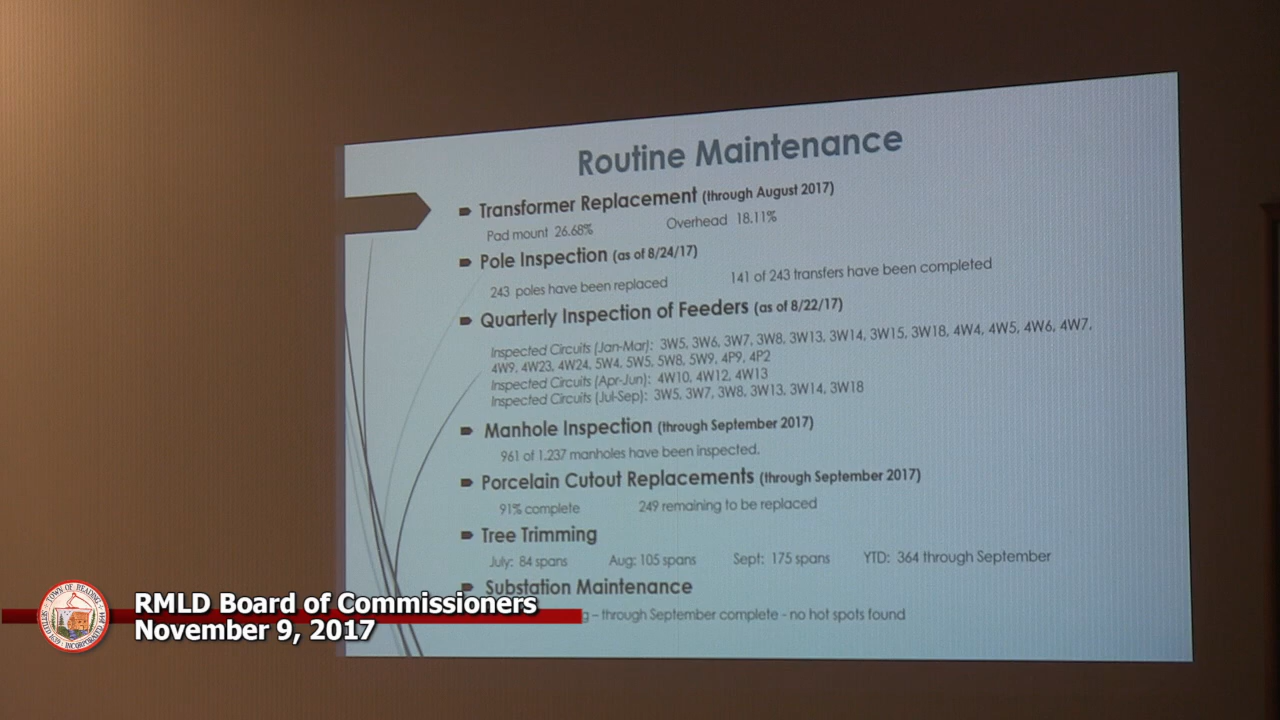 Routine Maintenance
Transformer Replacement (through August 2017)
Pad mount 26.68% Overhead 18.11%
Pole Inspection (as of 8/24/17)
243 poles have been replaced 141 of 243 transfers have been completed
Quarterly Inspection of Feeders (as of 8/22/17)
Inspected Circuits (Jan-Mar): 3W5, 3W6, 3W7, 3W8, 3W13, 3W14, 3W15, 3W18, 4W4, 4W5, 4W6, 4W7,
4W9, 4W23, 4W24, 5W4, 5W5, 5W8, 5W9, 4P9, 4P2
Inspected Circuits (Apr-Jun): 4W10, 4W12, 4W13
Inspected Circuits (Jul-Sep): 3W5, 3W7, 3W8, 3W13, 3W14, 3W18
Manhole Inspection (through September 2017)
961 of 1,237 manholes have been inspected.
Porcelain Cutout Replacements (through September 2017)
91% complete 249 remaining to be replaced
Tree Trimming
July: 84 spans Aug: 105 spans Sept: 175 spans YTD: 364 through September
Substation Maintenance
g – through September complete - no hot spots found
TOWN OF READING
RMLD Board of Commissioners
November 9, 2017